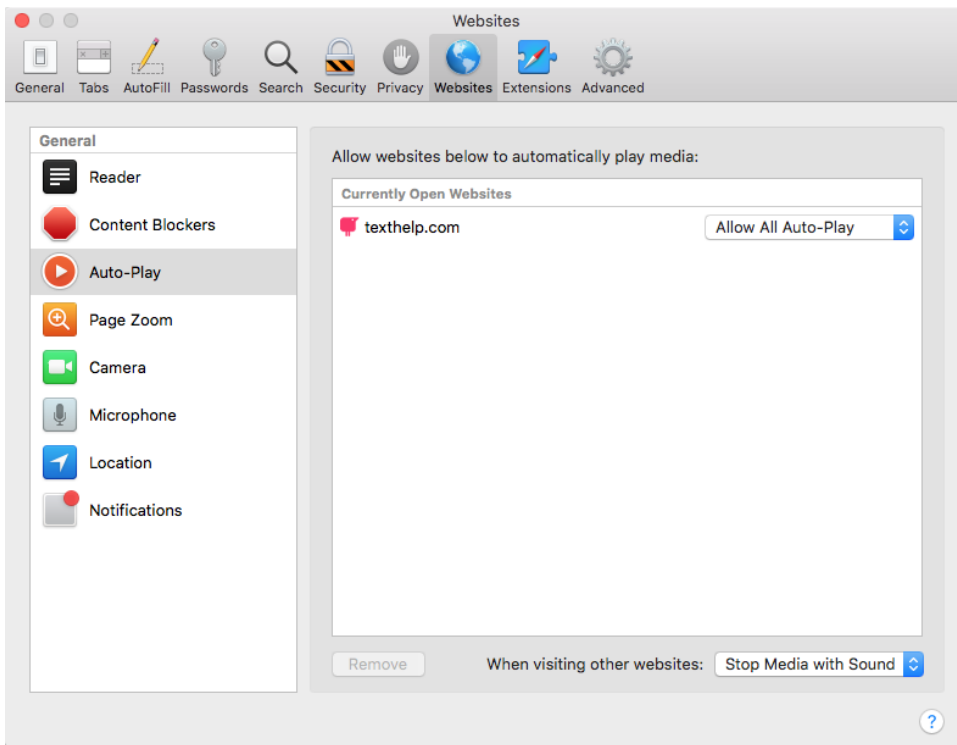 Websites
General Tabs AutoFill Passwords Search Security Privacy Websites Extensions Advanced
General
Reader
Content Blockers
Auto-Play
Page Zoom
Camera
Microphone
Location
Notifications
Allow websites below to automatically play media:
Currently Open Websites
texthelp.com Allow All Auto-Play
Remove When visiting other websites: Stop Media with Sound
?